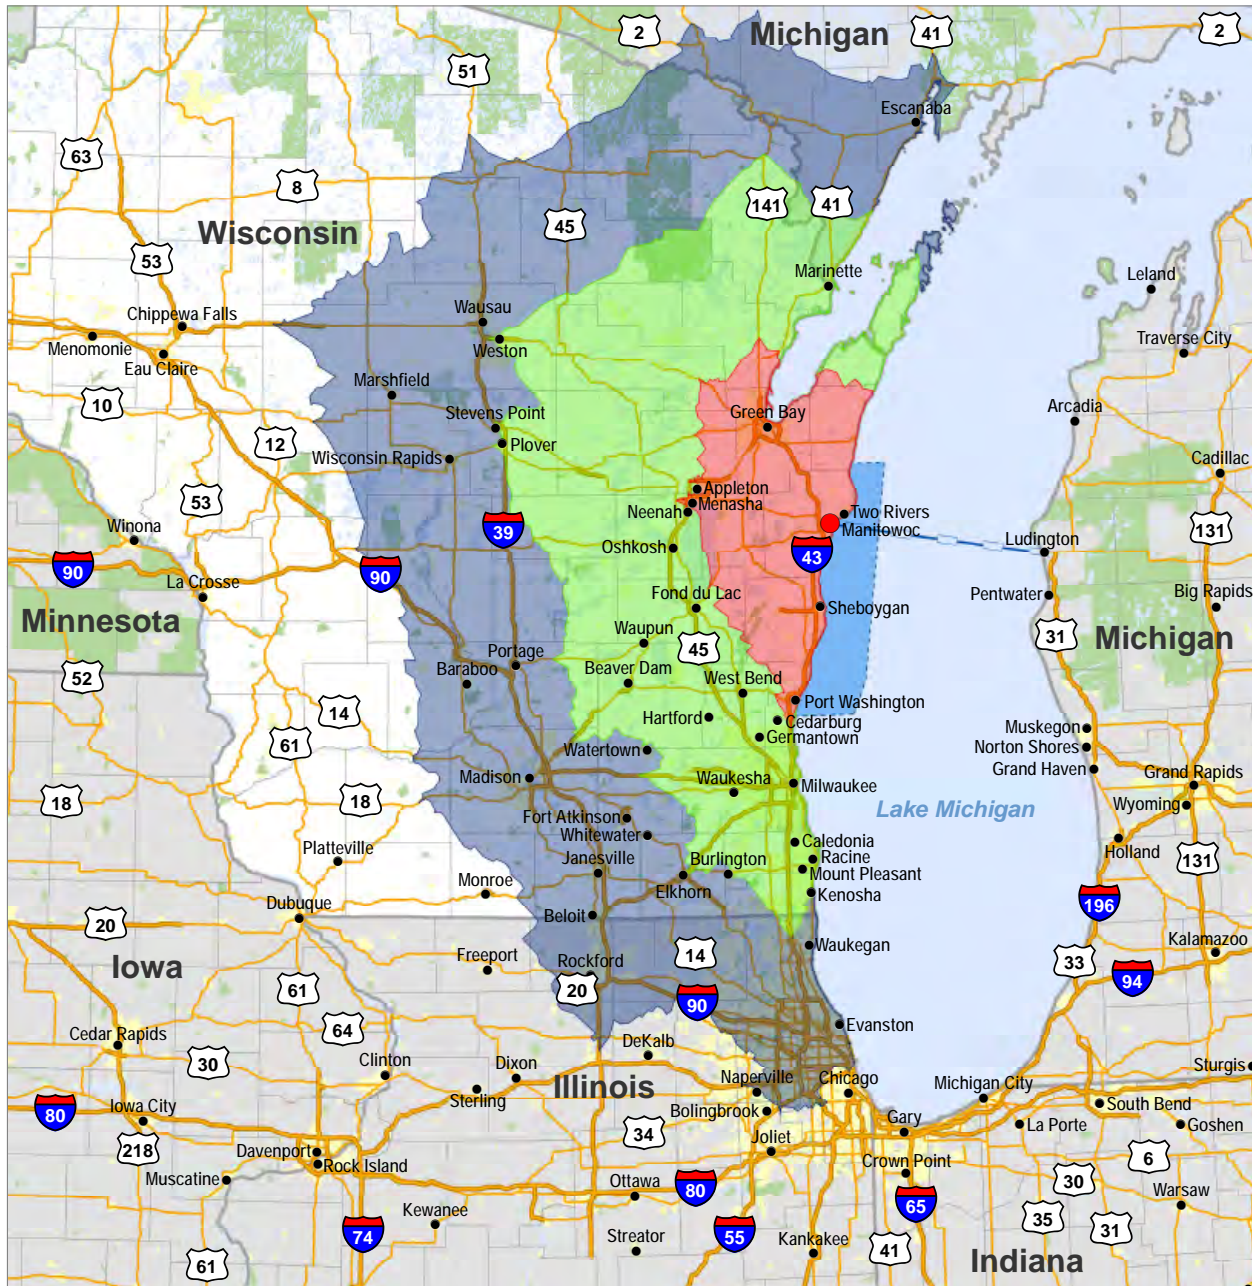 Michigan
2
41
2
51
Escanaba
63
8
141
41
45
Wisconsin
53
Marinette
Leland
Wausau
Chippewa Falls
Menomonie
Weston
Eau Claire
Traverse City
Marshfield
10
Stevens Point
Green Bay
Arcadia
12
Plover
Wisconsin Rapids
Cadillac
53
Appleton
Menasha
Neenah
Two Rivers
Manitowoc
Winona
39
131
Oshkosh
43
Ludington
90
La Crosse
90
Fond du Lac
Sheboygan
Pentwater
Big Rapids
Minnesota
Waupun
45
31
Michigan
Portage
Baraboo
Beaver Dam
52
West Bend
Port Washington
14
Hartford
Cedarburg
Germantown
Muskegon
61
Watertown
Norton Shores
Madison
Waukesha
Milwaukee
Grand Haven
Grand Rapids
18
18
Lake Michigan
Wyoming
Fort Atkinson
Whitewater
Caledonia
Holland
Platteville
Janesville
Burlington
Racine
Mount Pleasant
131
Monroe
Elkhorn
Kenosha
Dubuque
196
20
Beloit
Waukegan
Kalamazoo
Iowa
Freeport
Rockford
14
33
94
61
20
90
64
Evanston
Cedar Rapids
30
Clinton
Dixon
DeKalb
Sturgis
Illinois
Naperville
Chicago
Michigan City
Sterling
80
Iowa City
Bolingbrook
South Bend
218
34
Gary
La Porte
Goshen
Davenport
Joliet
Rock Island
Crown Point
6
Muscatine
80
30
Ottawa
65
Warsaw
Kewanee
74
55
35
31
Streator
Kankakee
41
61
Indiana